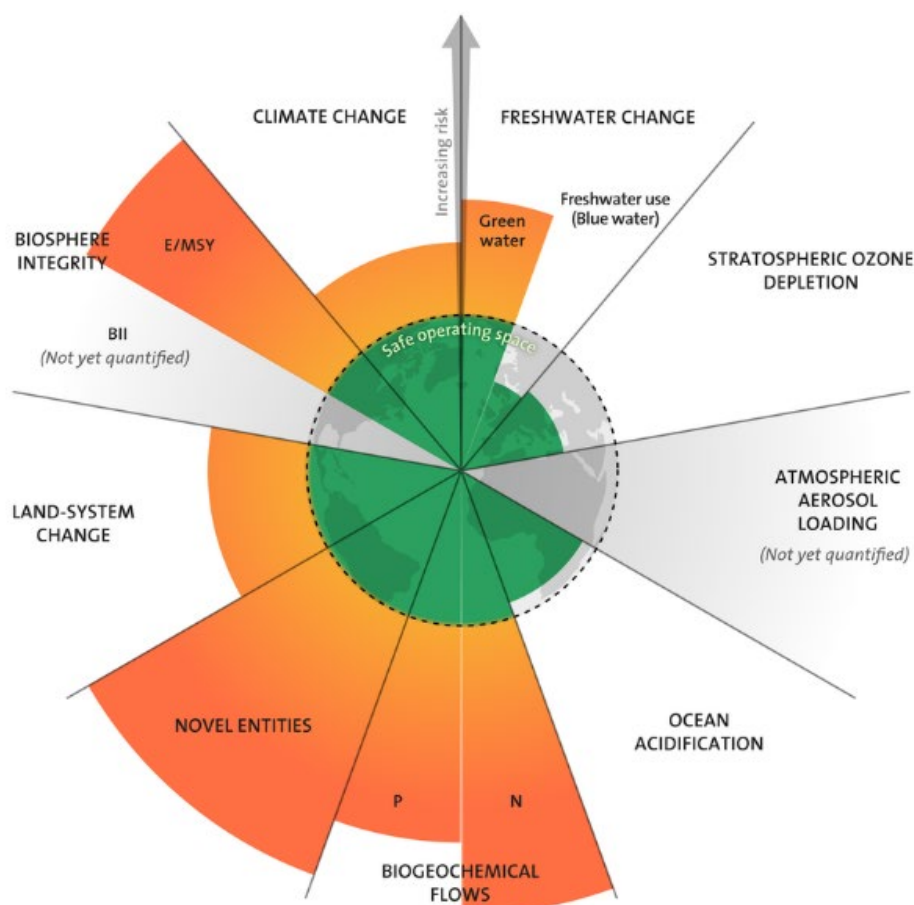 CLIMATE CHANGE
Increasing risk
FRESHWATER CHANGE
Freshwater use
(Blue water)
Green
water
BIOSPHERE
INTEGRITY
E/MSY
STRATOSPHERIC OZONE
DEPLETION
BII
(Not yet quantified)
Safe operating space
ATMOSPHERIC
AEROSOL
LOADING
(Not yet quantified)
LAND-SYSTEM
CHANGE
NOVEL ENTITIES
OCEAN
ACIDIFICATION
P
N
BIOGEOCHEMICAL
FLOWS